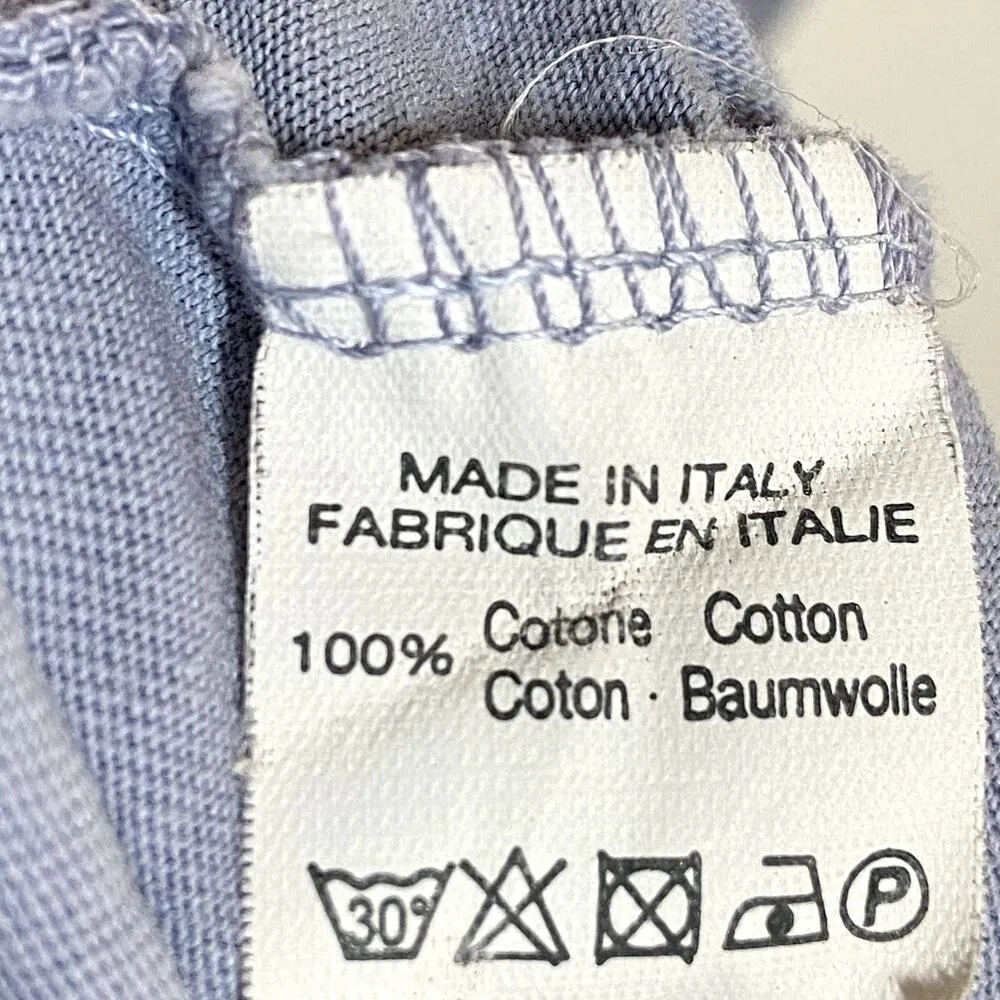 MADE IN ITALY
FABRIQUE EN ITALIE
100% Cotone Cotton
Coton · Baumwolle
30° P